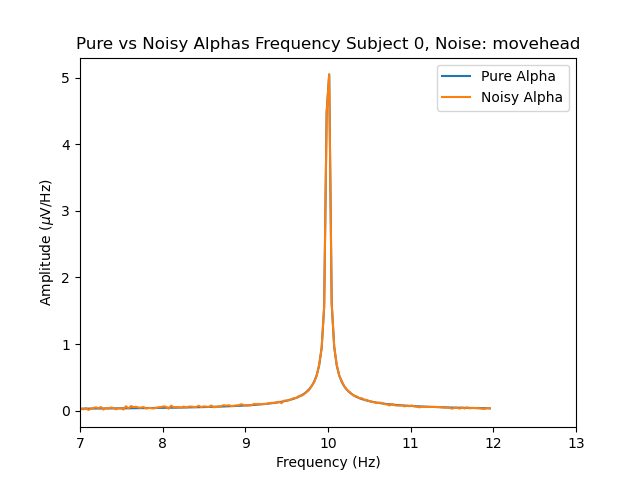 Pure vs Noisy Alphas Frequency Subject 0, Noise: movehead
Pure Alpha
Noisy Alpha
Amplitude (μV/Hz)
5
4
3
2
1
0
7 8 9 10 11 12 13
Frequency (Hz)